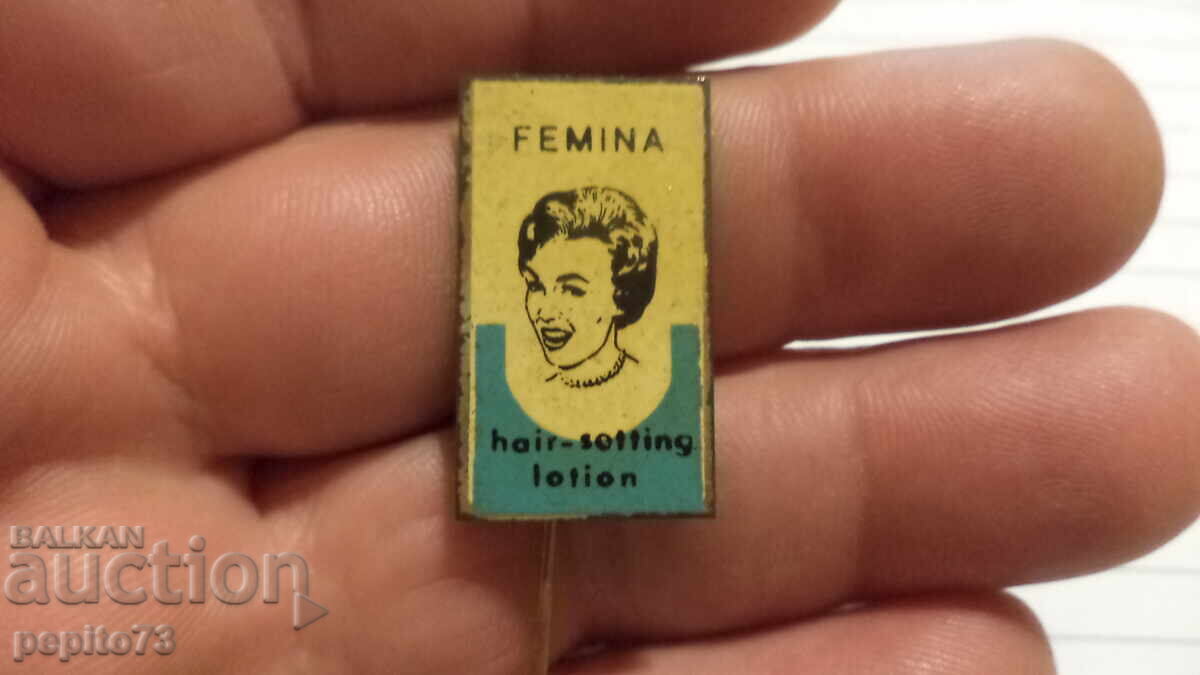 FEMINA
hair-setting
lotion
BALKAN
auction
pepito73